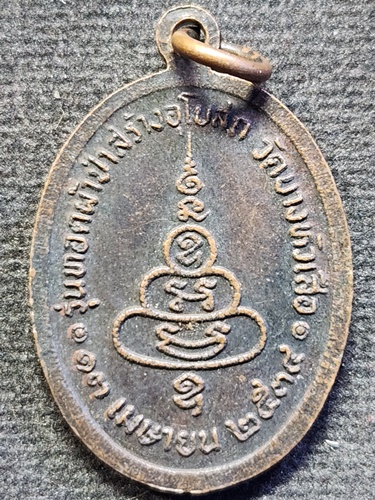 รุ่นทอดผ้าป่าสร้างอุโบสถ วัดบางหัวเสือ
๑๓ เมษายน ๒๕๓๙